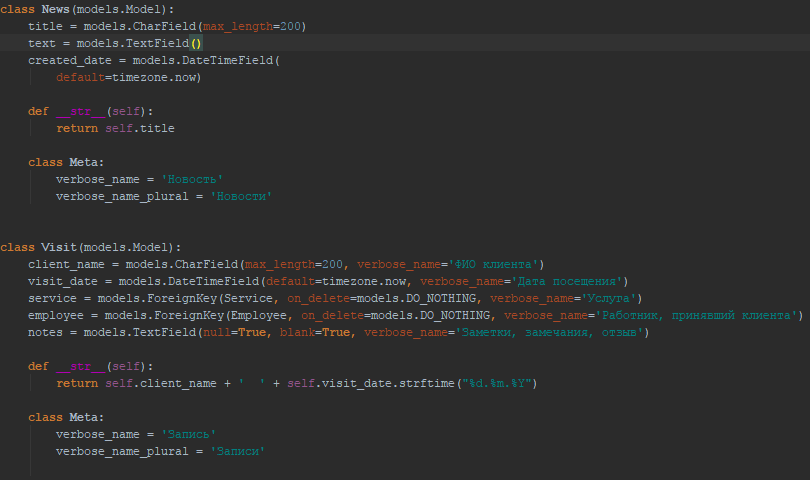 class News(models.Model):
    title = models.CharField(max_length=200)
    text = models.TextField()
    created_date = models.DateTimeField(
        default=timezone.now)
    def __str__(self):
        return self.title
    class Meta:
        verbose_name = 'Новость'
        verbose_name_plural = 'Новости'
class Visit(models.Model):
    client_name = models.CharField(max_length=200, verbose_name='ФИО клиента')
    visit_date = models.DateTimeField(default=timezone.now, verbose_name='Дата посещения')
    service = models.ForeignKey(Service, on_delete=models.DO_NOTHING, verbose_name='Услуга')
    employee = models.ForeignKey(Employee, on_delete=models.DO_NOTHING, verbose_name='Работник, принявший клиента')
    notes = models.TextField(null=True, blank=True, verbose_name='Заметки, замечания, отзыв')
    def __str__(self):
        return self.client_name + '  ' + self.visit_date.strftime("%d.%m.%Y")
    class Meta:
        verbose_name = 'Запись'
        verbose_name_plural = 'Записи'